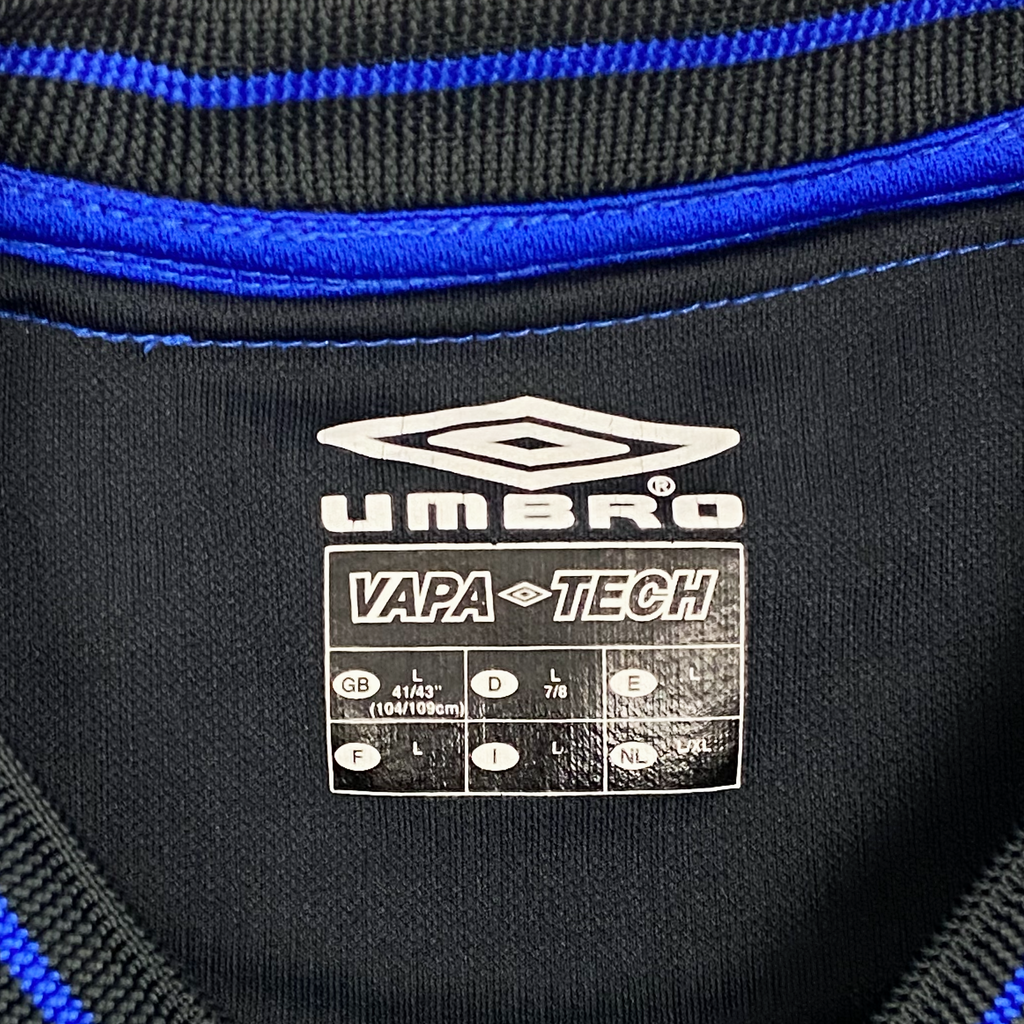 UMBRO®
VAPA TECH
GB L 41/43" (104/109cm)
D L 7/8
E L
F L
I L
NL L/XL